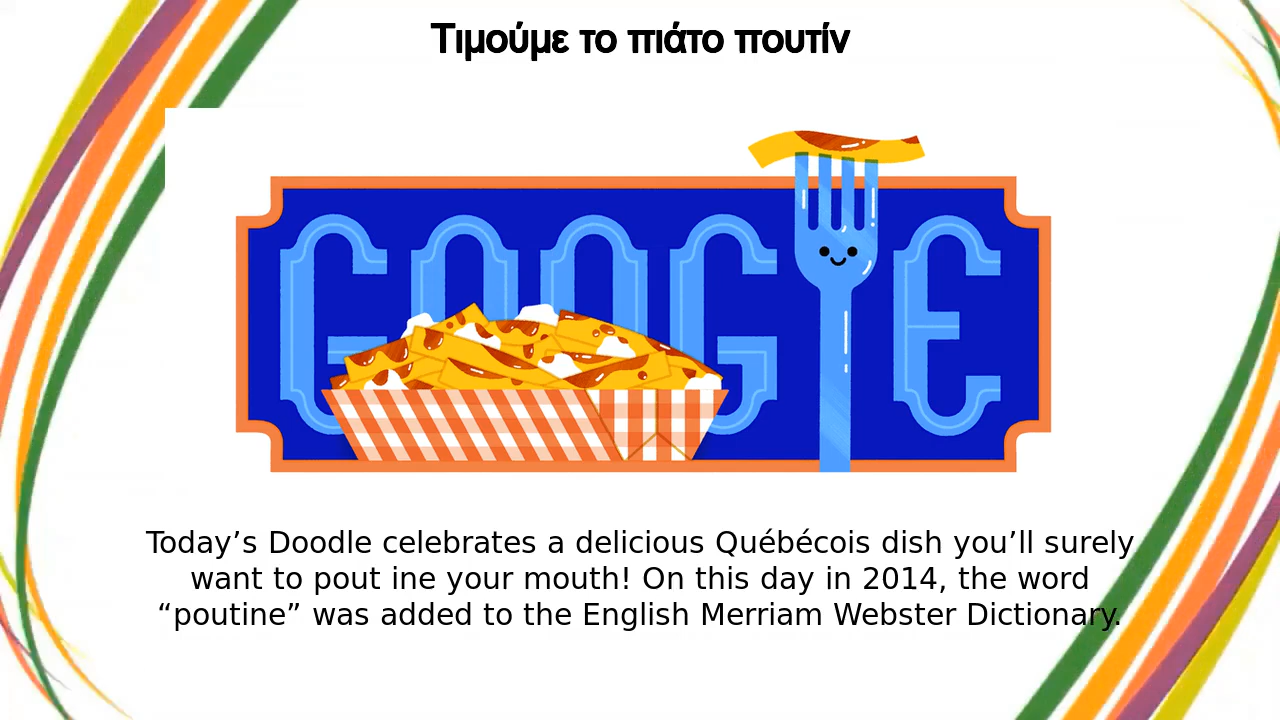 Τιμούμε το πιάτο πουτίν
GOOGLE
Today’s Doodle celebrates a delicious Québécois dish you’ll surely
want to pout ine your mouth! On this day in 2014, the word
“poutine” was added to the English Merriam Webster Dictionary.